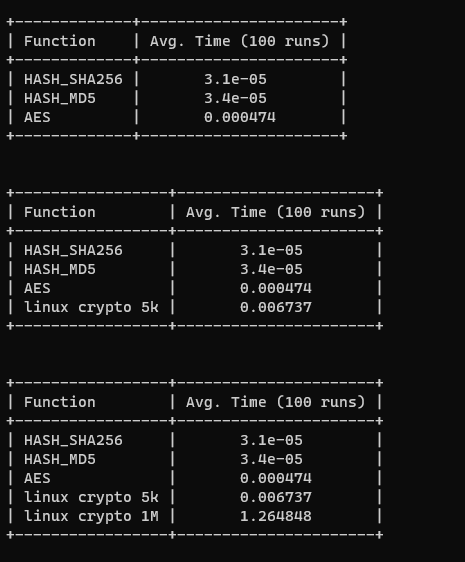 +-------------+----------------------+
| Function    | Avg. Time (100 runs) |
+-------------+----------------------+
| HASH_SHA256 |       3.1e-05        |
| HASH_MD5    |       3.4e-05        |
| AES         |       0.000474       |
+-------------+----------------------+
+-----------------+----------------------+
| Function        | Avg. Time (100 runs) |
+-----------------+----------------------+
| HASH_SHA256     |       3.1e-05        |
| HASH_MD5        |       3.4e-05        |
| AES             |       0.000474       |
| linux crypto 5k |       0.006737       |
+-----------------+----------------------+
+-----------------+----------------------+
| Function        | Avg. Time (100 runs) |
+-----------------+----------------------+
| HASH_SHA256     |       3.1e-05        |
| HASH_MD5        |       3.4e-05        |
| AES             |       0.000474       |
| linux crypto 5k |       0.006737       |
| linux crypto 1M |       1.264848       |
+-----------------+----------------------+